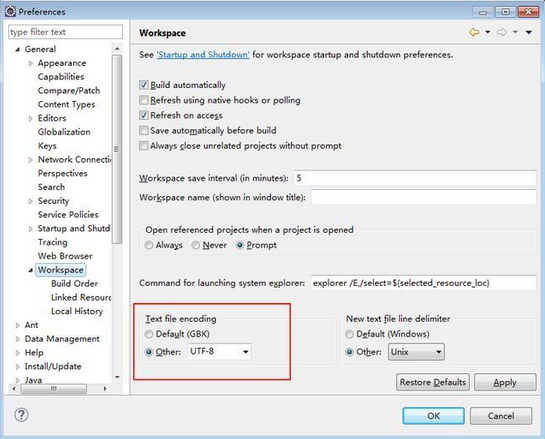 Preferences
type filter text
General
Appearance
Capabilities
Compare/Patch
Content Types
Editors
Globalization
Keys
Network Connectio
Perspectives
Search
Security
Service Policies
Startup and Shutd
Tracing
Web Browser
Workspace
Build Order
Linked Resourc
Local History
Ant
Data Management
Help
Install/Update
Java
Workspace
See 'Startup and Shutdown' for workspace startup and shutdown preferences.
Build automatically
Refresh using native hooks or polling
Refresh on access
Save automatically before build
Always close unrelated projects without prompt
Workspace save interval (in minutes): 5
Workspace name (shown in window title):
Open referenced projects when a project is opened
Always Never Prompt
Command for launching system explorer: explorer /E,/select=${selected_resource_loc}
Text file encoding
Default (GBK)
Other: UTF-8
New text file line delimiter
Default (Windows)
Other: Unix
Restore Defaults Apply
OK Cancel